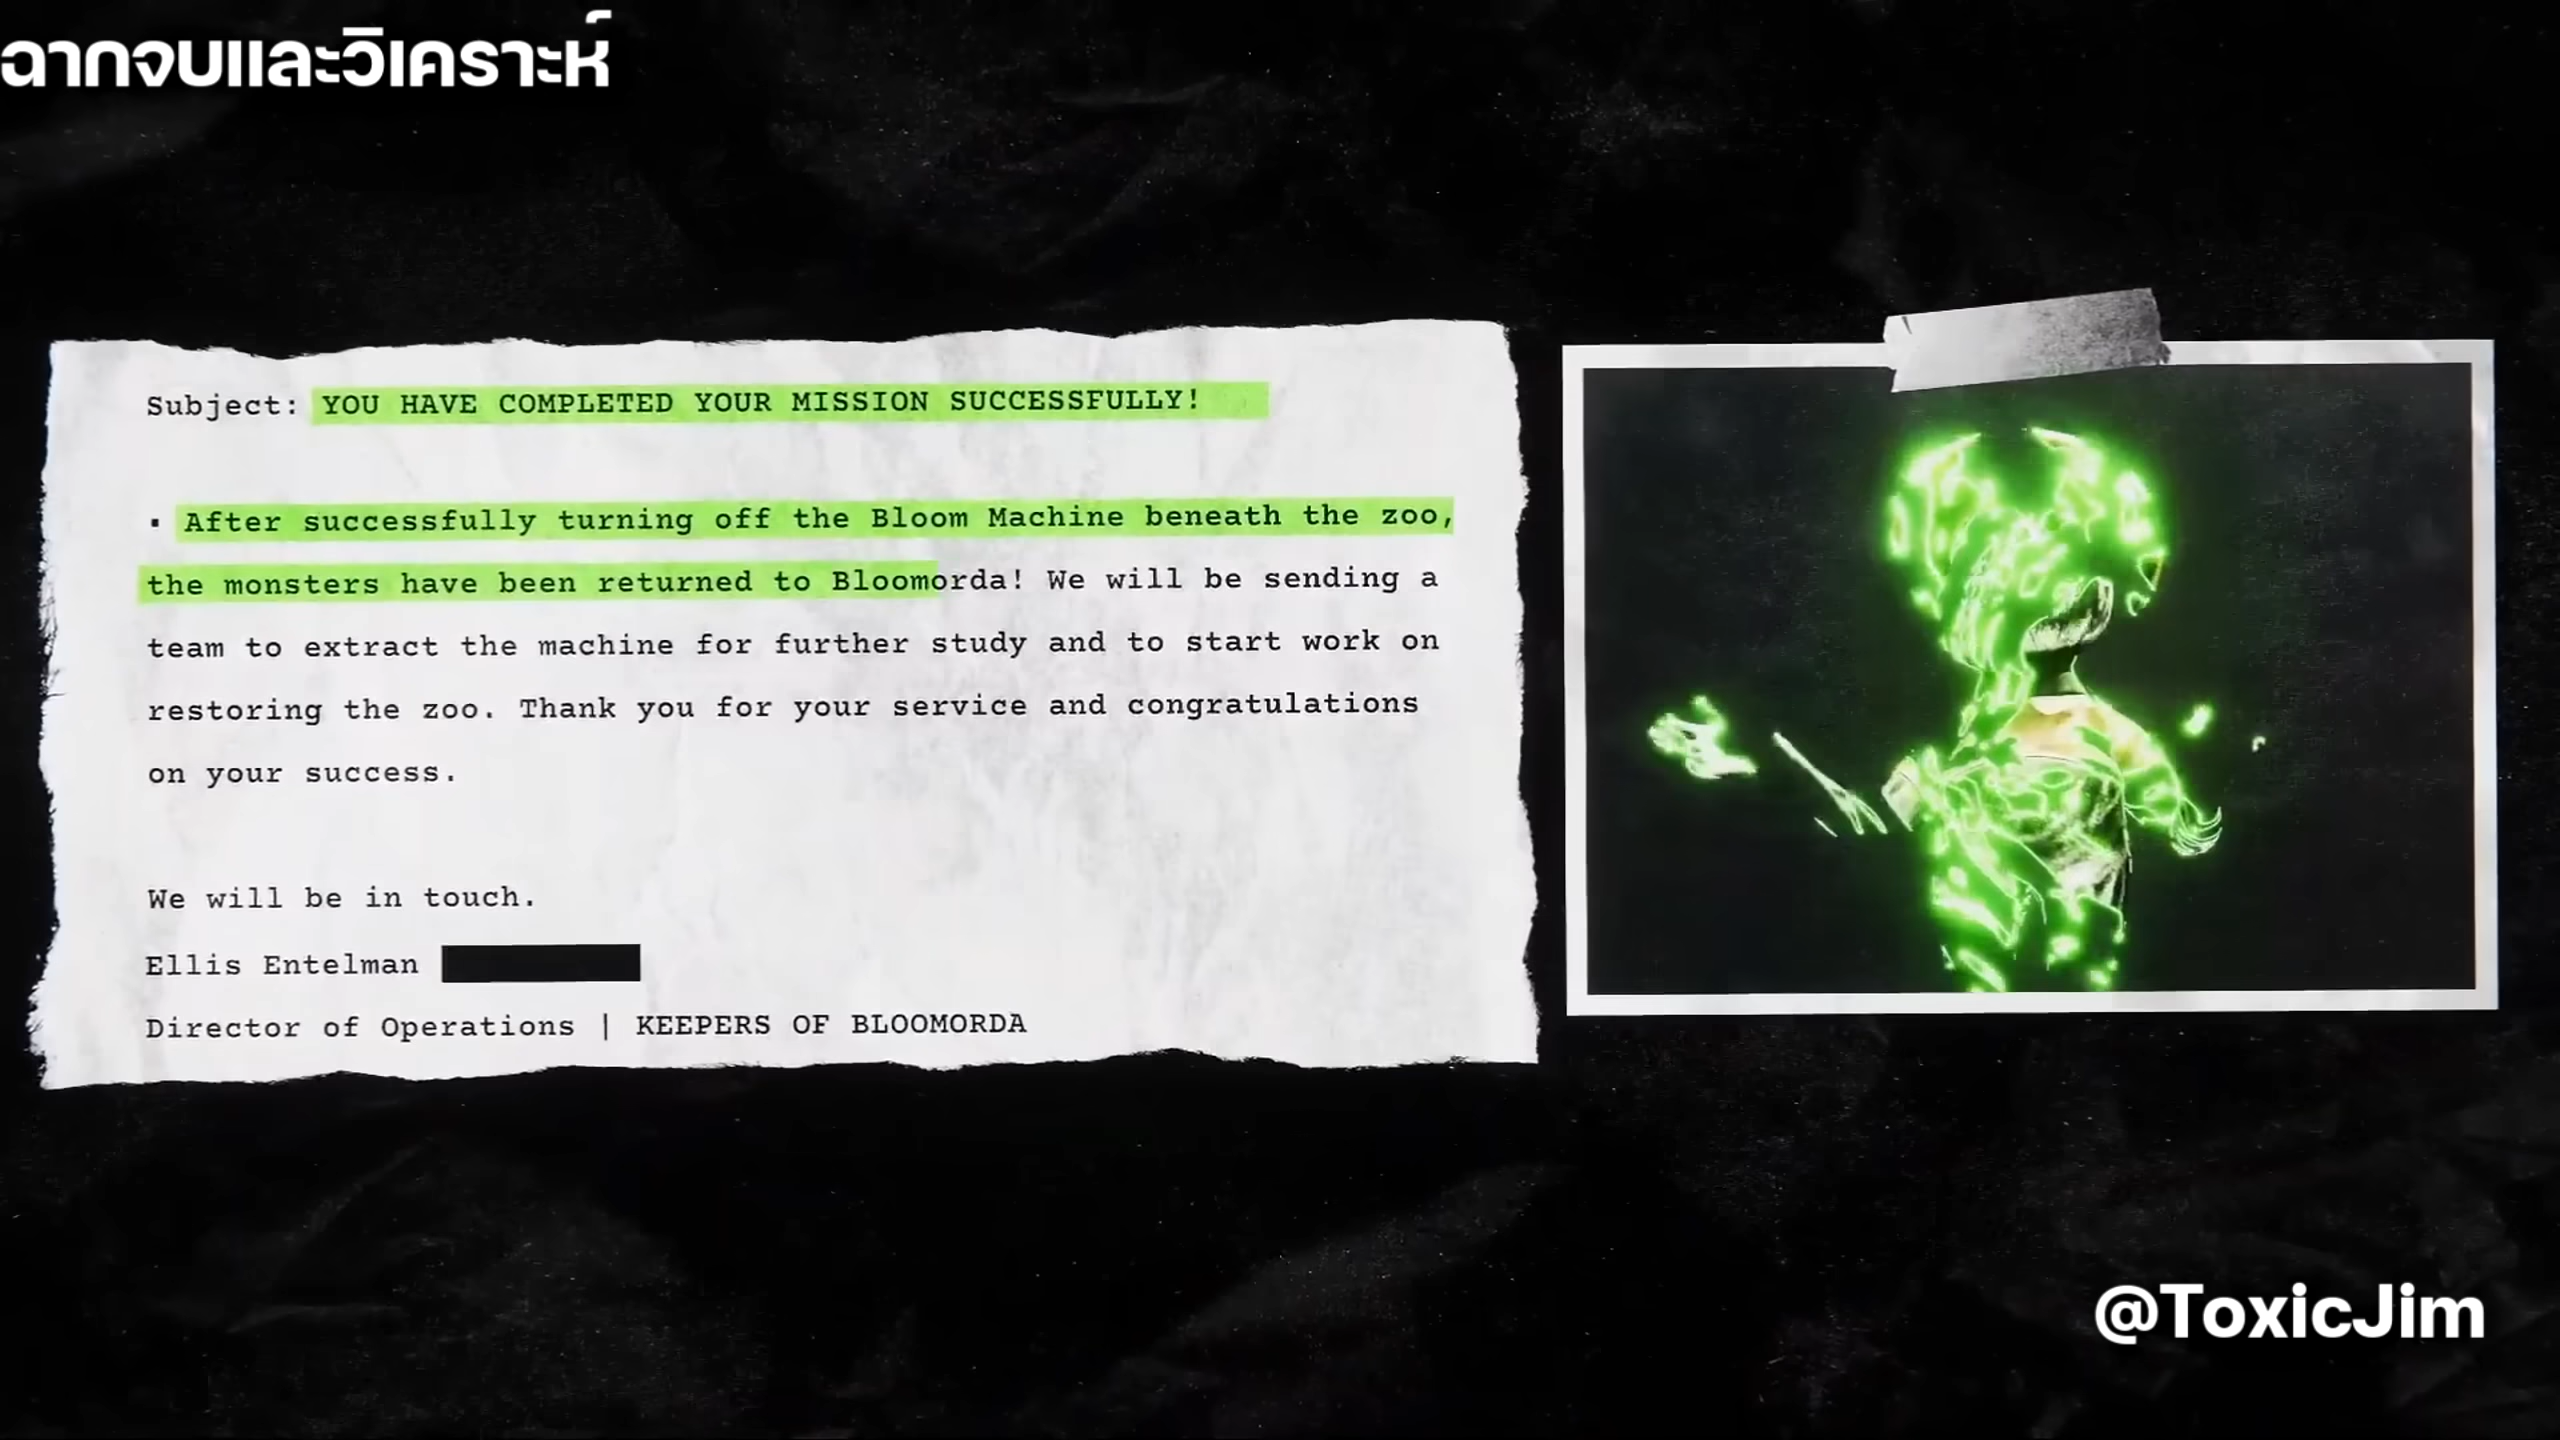 ฉากจบและวิเคราะห์
Subject: YOU HAVE COMPLETED YOUR MISSION SUCCESSFULLY!
▪ After successfully turning off the Bloom Machine beneath the zoo,
the monsters have been returned to Bloomorda! We will be sending a
team to extract the machine for further study and to start work on
restoring the zoo. Thank you for your service and congratulations
on your success.
We will be in touch.
Ellis Entelman
Director of Operations | KEEPERS OF BLOOMORDA
@ToxicJim